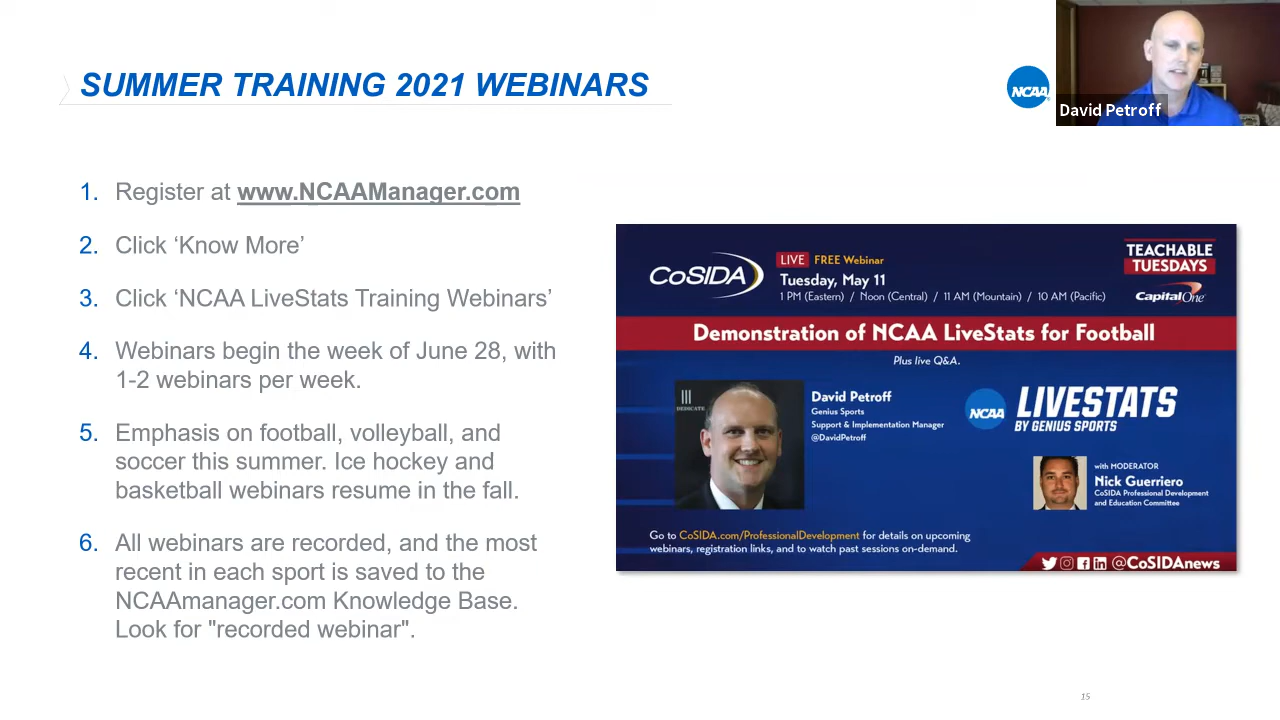 SUMMER TRAINING 2021 WEBINARS
NCAA
David Petroff
1. Register at www.NCAAManager.com
2. Click ‘Know More’
3. Click ‘NCAA LiveStats Training Webinars’
4. Webinars begin the week of June 28, with
1-2 webinars per week.
5. Emphasis on football, volleyball, and
soccer this summer. Ice hockey and
basketball webinars resume in the fall.
6. All webinars are recorded, and the most
recent in each sport is saved to the
NCAAmanager.com Knowledge Base.
Look for "recorded webinar".
CoSIDA
LIVE FREE Webinar
Tuesday, May 11
1 PM (Eastern) / Noon (Central) / 11 AM (Mountain) / 10 AM (Pacific)
TEACHABLE
TUESDAYS
Capital One
Demonstration of NCAA LiveStats for Football
Plus live Q&A.
DEDICATE
David Petroff
Genius Sports
Support & Implementation Manager
@DavidPetroff
NCAA
LIVESTATS
BY GENIUS SPORTS
with MODERATOR
Nick Guerriero
CoSIDA Professional Development
and Education Committee
Go to CoSIDA.com/ProfessionalDevelopment for details on upcoming
webinars, registration links, and to watch past sessions on-demand.
@CoSIDAnews
15